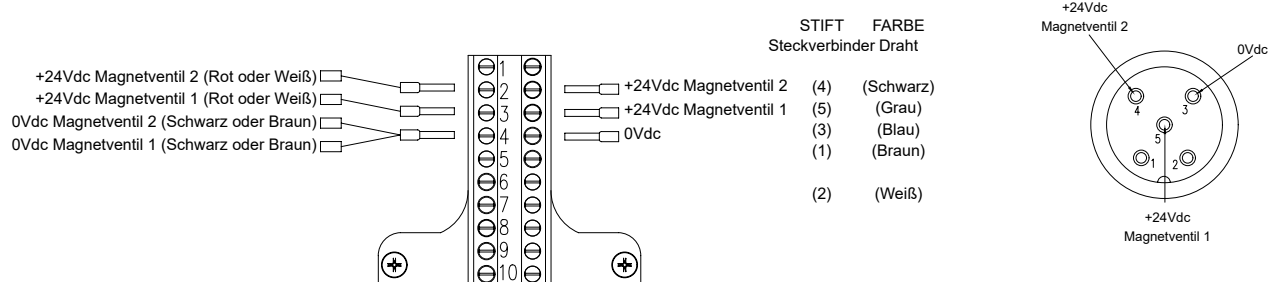 +24Vdc Magnetventil 2 (Rot oder Weiß)
+24Vdc Magnetventil 1 (Rot oder Weiß)
0Vdc Magnetventil 2 (Schwarz oder Braun)
0Vdc Magnetventil 1 (Schwarz oder Braun)
1
2
3
4
5
6
7
8
9
10
STIFT FARBE
Steckverbinder Draht
+24Vdc Magnetventil 2 (4) (Schwarz)
+24Vdc Magnetventil 1 (5) (Grau)
0Vdc (3) (Blau)
(1) (Braun)
(2) (Weiß)
+24Vdc
Magnetventil 2
0Vdc
4 3
5
1 2
+24Vdc
Magnetventil 1